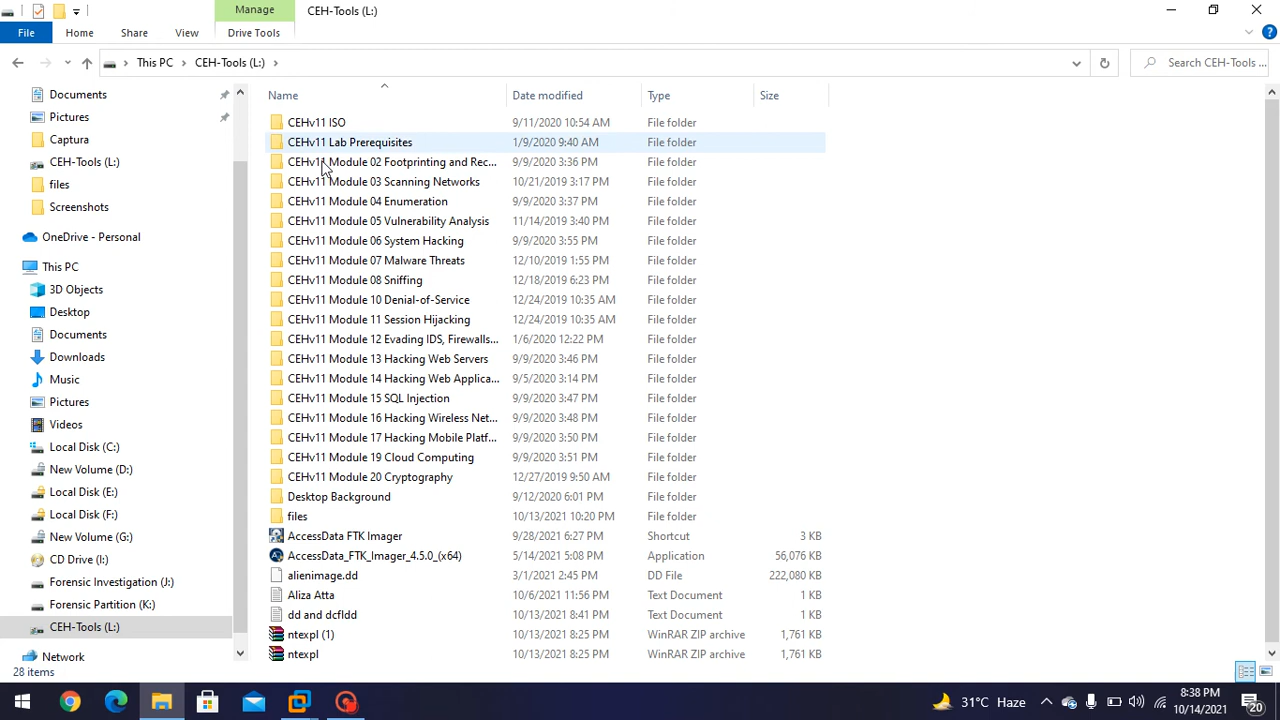 Manage
CEH-Tools (L:)
File
Home
Share
View
Drive Tools
This PC
CEH-Tools (L:)
Search CEH-Tools ...
Documents
Pictures
Captura
CEH-Tools (L:)
files
Screenshots
OneDrive - Personal
This PC
3D Objects
Desktop
Documents
Downloads
Music
Pictures
Videos
Local Disk (C:)
New Volume (D:)
Local Disk (E:)
Local Disk (F:)
New Volume (G:)
CD Drive (I:)
Forensic Investigation (J:)
Forensic Partition (K:)
CEH-Tools (L:)
Network
Name Date modified Type Size
CEHv11 ISO 9/11/2020 10:54 AM File folder
CEHv11 Lab Prerequisites 1/9/2020 9:40 AM File folder
CEHv11 Module 02 Footprinting and Rec... 9/9/2020 3:36 PM File folder
CEHv11 Module 03 Scanning Networks 10/21/2019 3:17 PM File folder
CEHv11 Module 04 Enumeration 9/9/2020 3:37 PM File folder
CEHv11 Module 05 Vulnerability Analysis 11/14/2019 3:40 PM File folder
CEHv11 Module 06 System Hacking 9/9/2020 3:55 PM File folder
CEHv11 Module 07 Malware Threats 12/10/2019 1:55 PM File folder
CEHv11 Module 08 Sniffing 12/18/2019 6:23 PM File folder
CEHv11 Module 10 Denial-of-Service 12/24/2019 10:35 AM File folder
CEHv11 Module 11 Session Hijacking 12/24/2019 10:35 AM File folder
CEHv11 Module 12 Evading IDS, Firewalls... 1/6/2020 12:22 PM File folder
CEHv11 Module 13 Hacking Web Servers 9/9/2020 3:46 PM File folder
CEHv11 Module 14 Hacking Web Applica... 9/5/2020 3:14 PM File folder
CEHv11 Module 15 SQL Injection 9/9/2020 3:47 PM File folder
CEHv11 Module 16 Hacking Wireless Net... 9/9/2020 3:48 PM File folder
CEHv11 Module 17 Hacking Mobile Platf... 9/9/2020 3:50 PM File folder
CEHv11 Module 19 Cloud Computing 9/9/2020 3:51 PM File folder
CEHv11 Module 20 Cryptography 12/27/2019 9:50 AM File folder
Desktop Background 9/12/2020 6:01 PM File folder
files 10/13/2021 10:20 PM File folder
AccessData FTK Imager 9/28/2021 6:27 PM Shortcut 3 KB
AccessData_FTK_Imager_4.5.0_(x64) 5/14/2021 5:08 PM Application 56,076 KB
alienimage.dd 3/1/2021 2:45 PM DD File 222,080 KB
Aliza Atta 10/6/2021 11:56 PM Text Document 1 KB
dd and dcfldd 10/13/2021 8:41 PM Text Document 1 KB
ntexpl (1) 10/13/2021 8:25 PM WinRAR ZIP archive 1,761 KB
ntexpl 10/13/2021 8:25 PM WinRAR ZIP archive 1,761 KB
28 items
31°C Haze
8:38 PM
10/14/2021
20